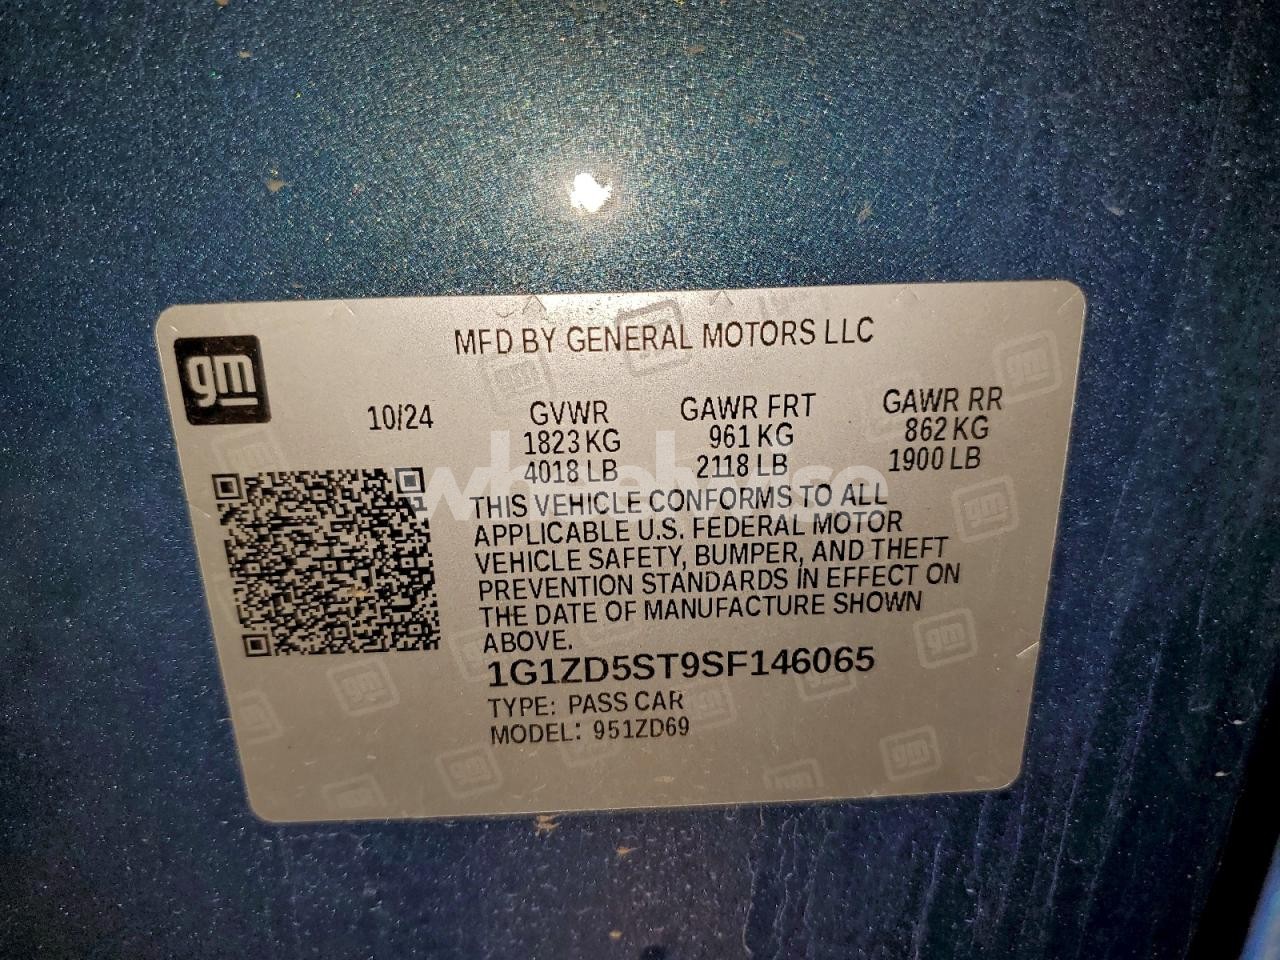 MFD BY GENERAL MOTORS LLC
gm
10/24 GVWR GAWR FRT GAWR RR
1823 KG 961 KG 862 KG
4018 LB 2118 LB 1900 LB
THIS VEHICLE CONFORMS TO ALL
APPLICABLE U.S. FEDERAL MOTOR
VEHICLE SAFETY, BUMPER, AND THEFT
PREVENTION STANDARDS IN EFFECT ON
THE DATE OF MANUFACTURE SHOWN
ABOVE.
1G1ZD5ST9SF146065
TYPE: PASS CAR
MODEL: 951ZD69